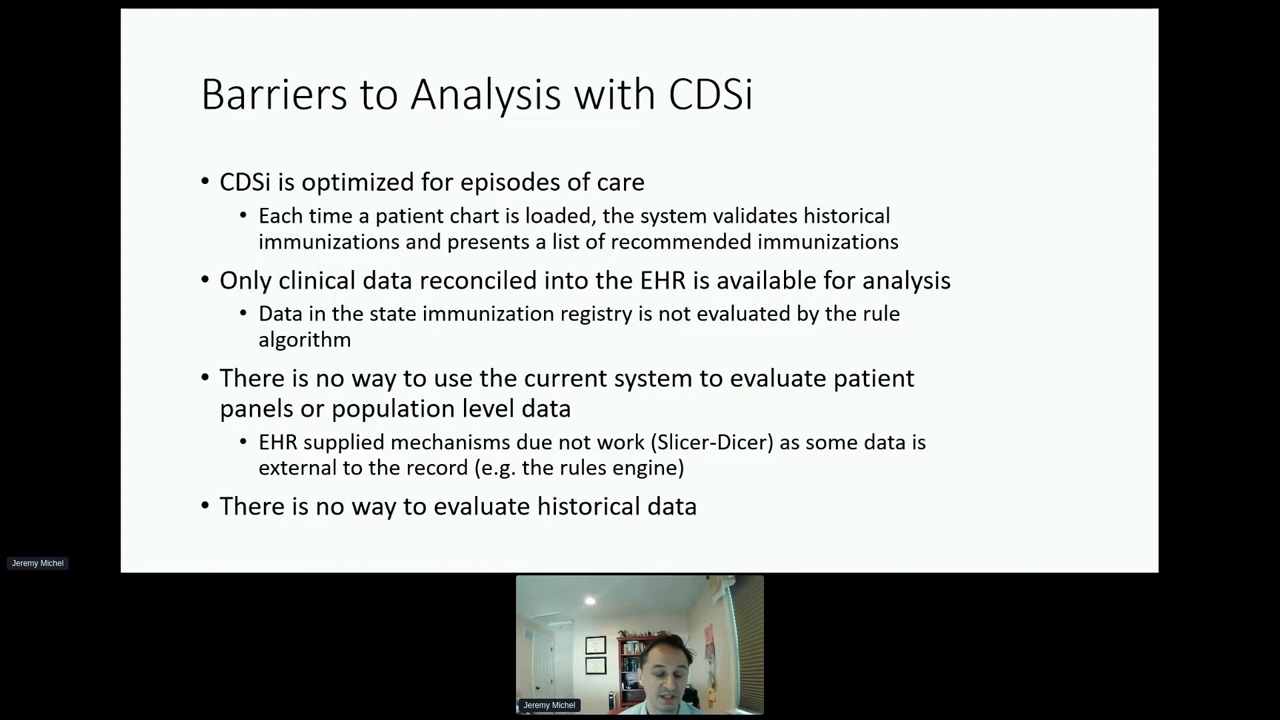 Barriers to Analysis with CDSi
• CDSi is optimized for episodes of care
• Each time a patient chart is loaded, the system validates historical
immunizations and presents a list of recommended immunizations
• Only clinical data reconciled into the EHR is available for analysis
• Data in the state immunization registry is not evaluated by the rule
algorithm
• There is no way to use the current system to evaluate patient
panels or population level data
• EHR supplied mechanisms due not work (Slicer-Dicer) as some data is
external to the record (e.g. the rules engine)
• There is no way to evaluate historical data
Jeremy Michel
Jeremy Michel